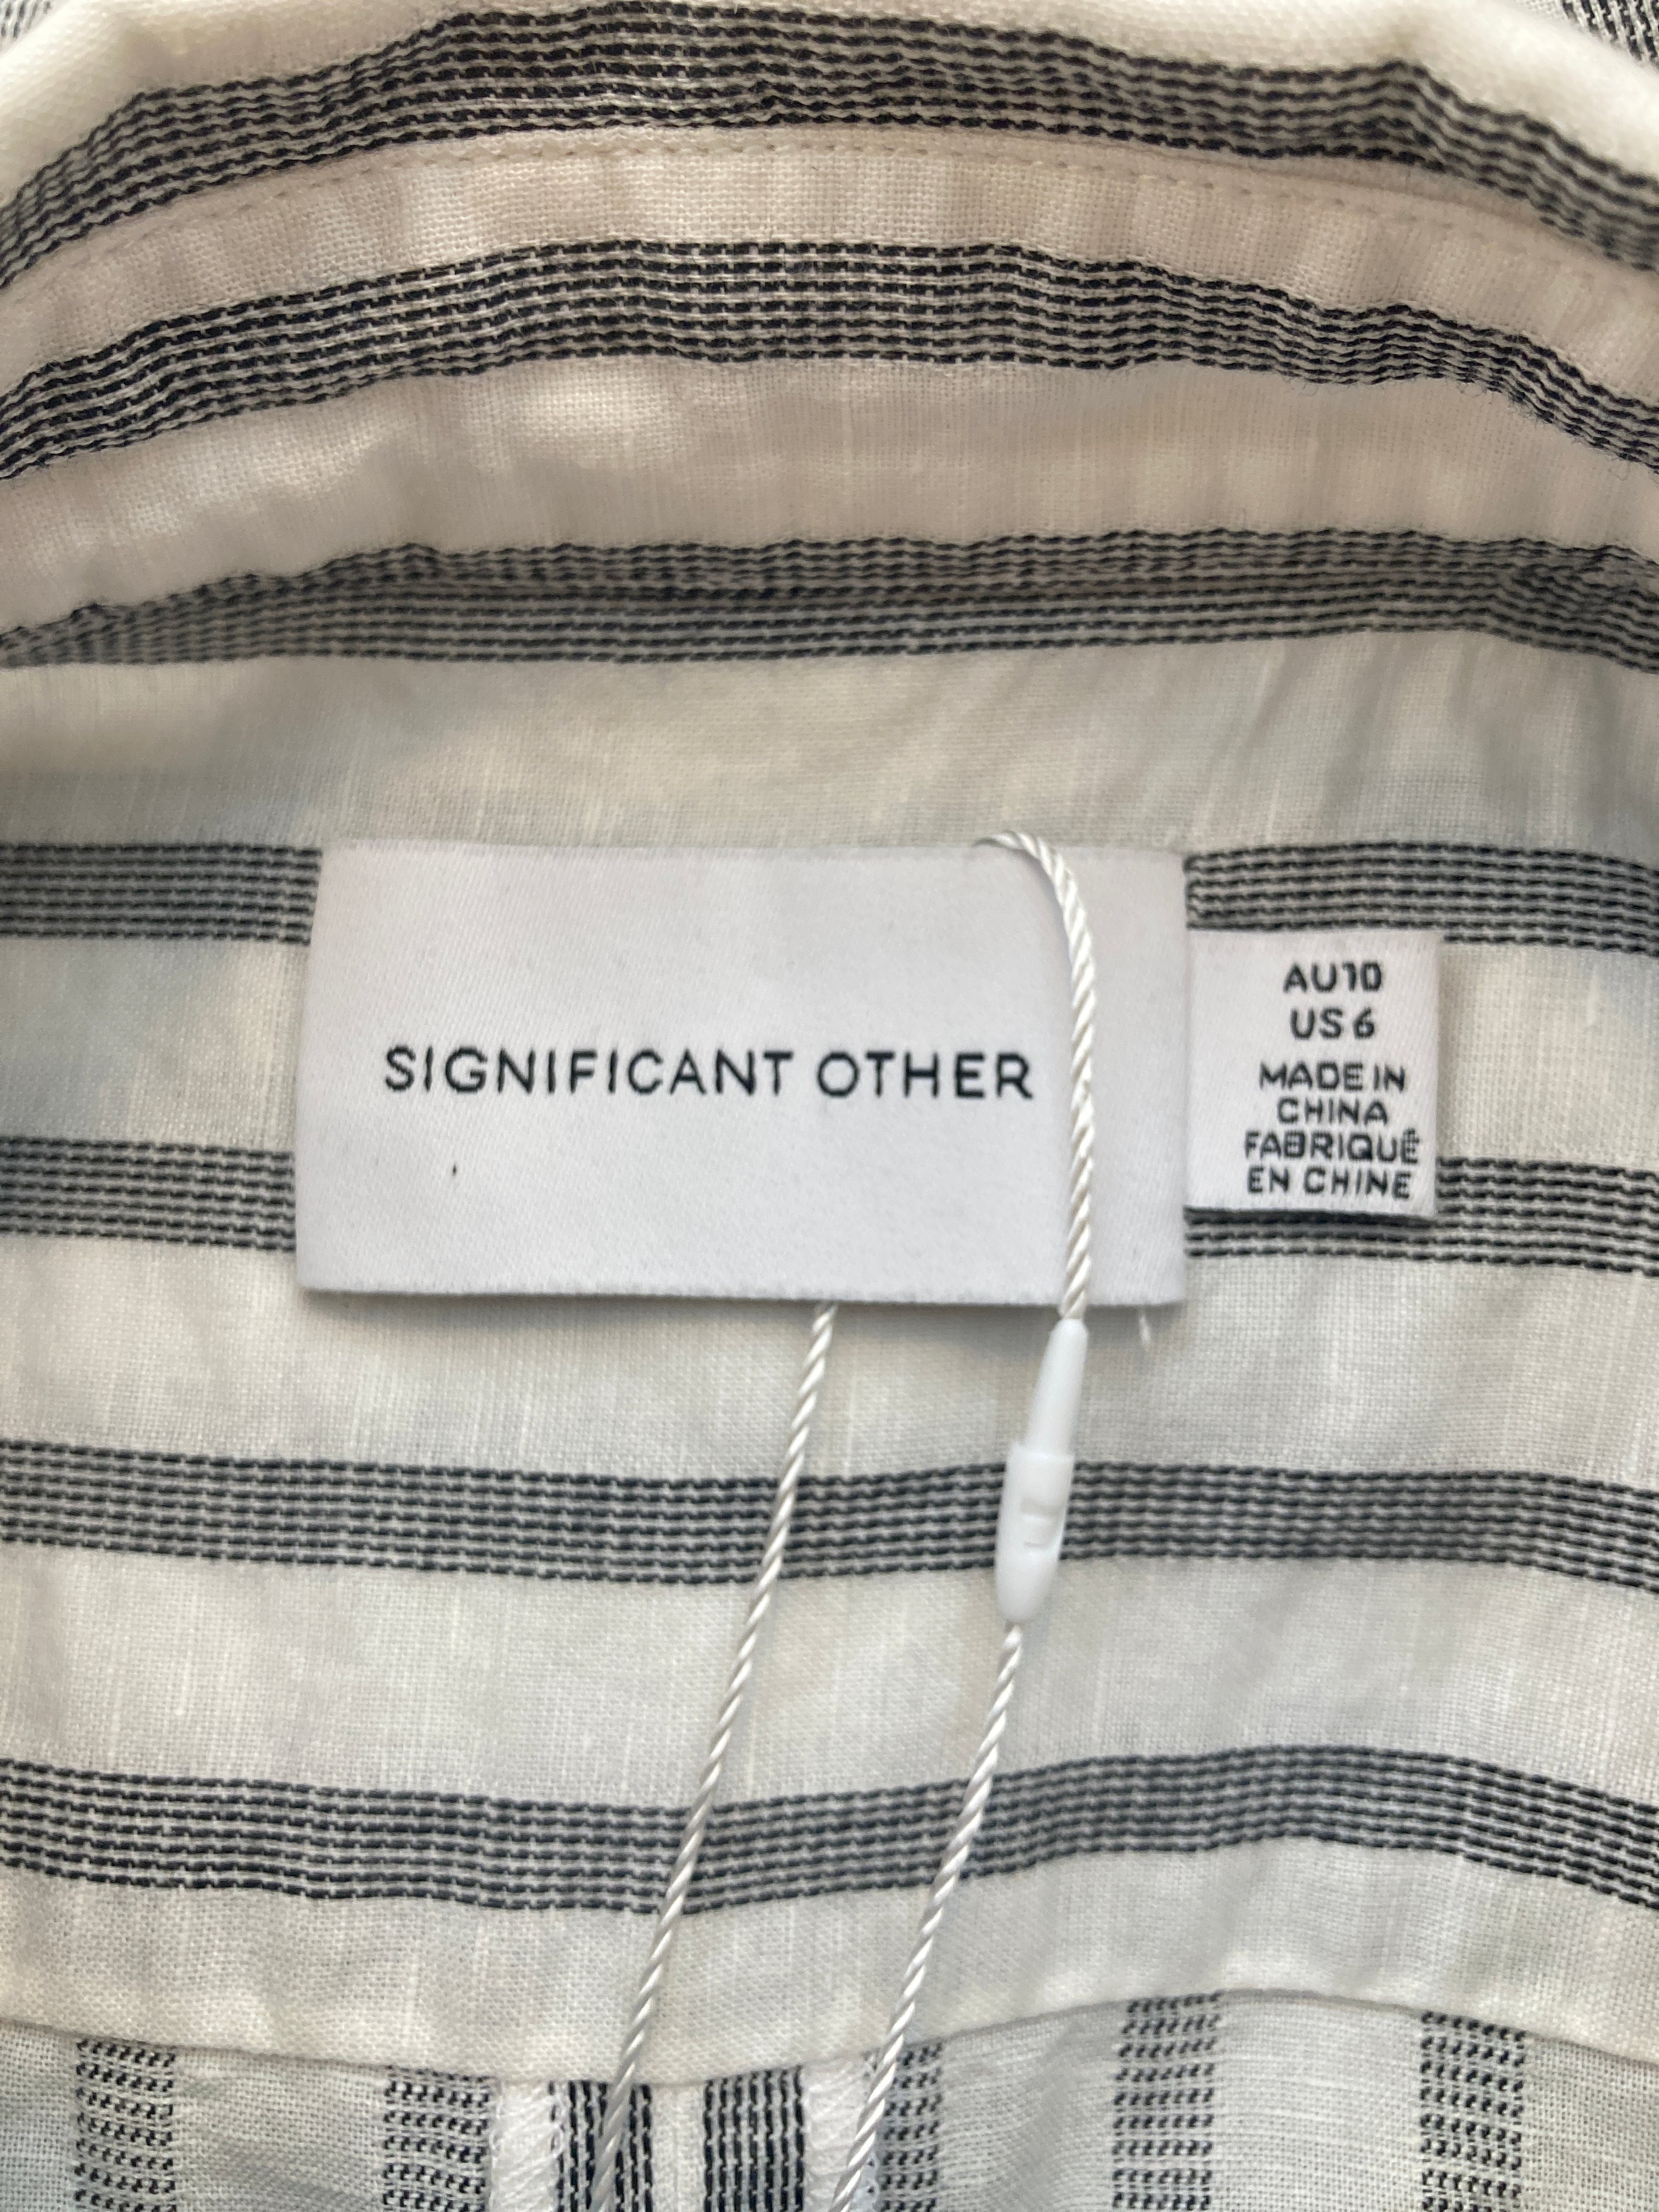 SIGNIFICANT OTHER
AU10
US 6
MADE IN
CHINA
FABRIQUÉ
EN CHINE